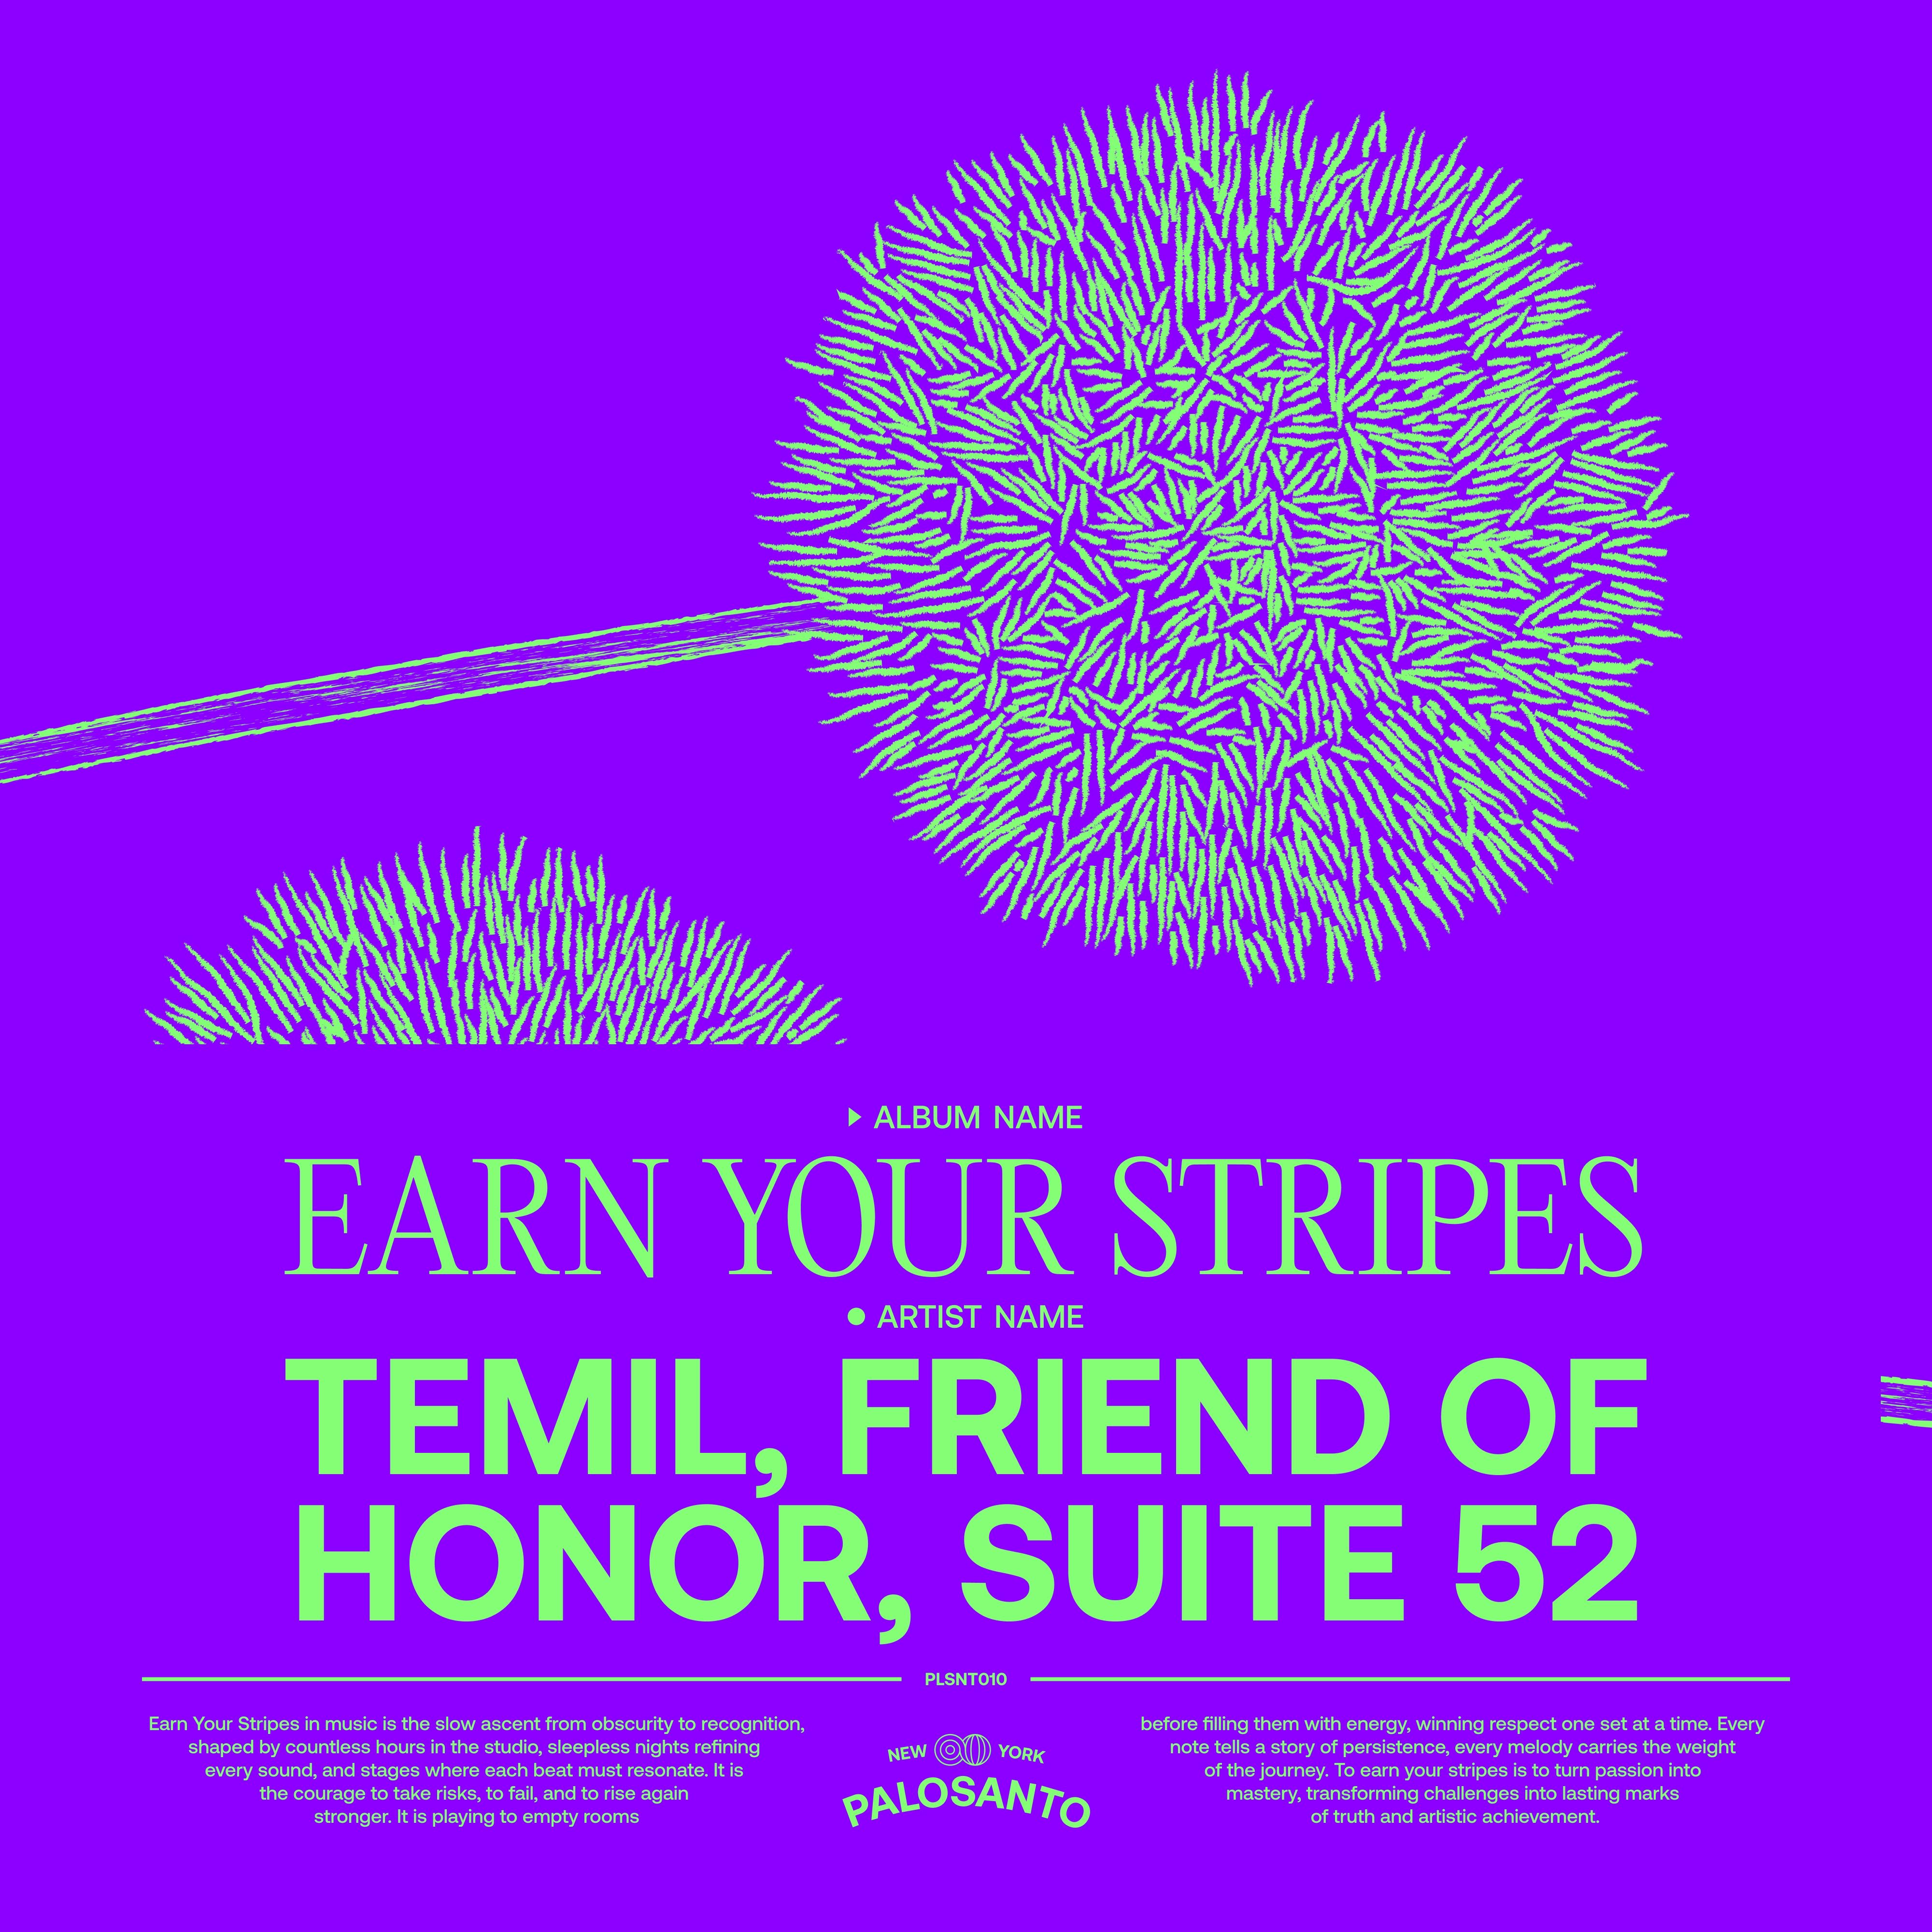 ALBUM NAME
EARN YOUR STRIPES
ARTIST NAME
TEMIL, FRIEND OF
HONOR, SUITE 52
PLSNT010
Earn Your Stripes in music is the slow ascent from obscurity to recognition,
shaped by countless hours in the studio, sleepless nights refining
every sound, and stages where each beat must resonate. It is
the courage to take risks, to fail, and to rise again
stronger. It is playing to empty rooms
NEW YORK
PALOSANTO
before filling them with energy, winning respect one set at a time. Every
note tells a story of persistence, every melody carries the weight
of the journey. To earn your stripes is to turn passion into
mastery, transforming challenges into lasting marks
of truth and artistic achievement.